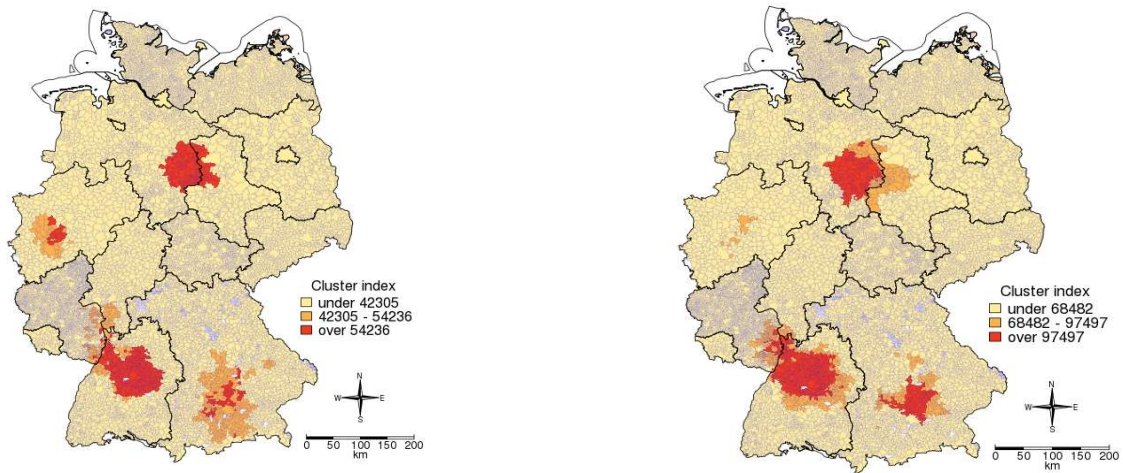 Cluster index
under 42305
42305 - 54236
over 54236
N
W E
S
0 50 100 150 200
km
Cluster index
under 68482
68482 - 97497
over 97497
N
W E
S
0 50 100 150 200
km